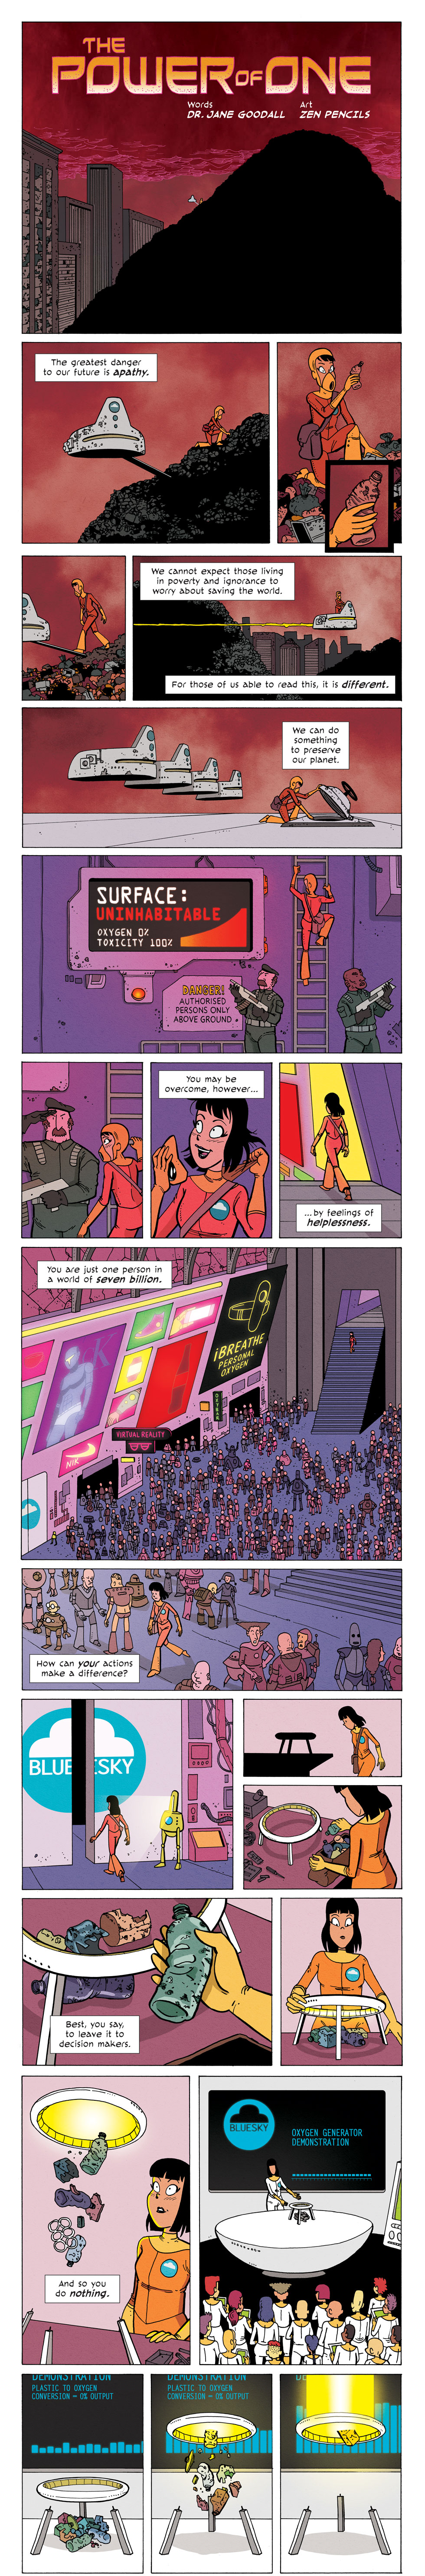 THE
POWER OF ONE
Words
DR. JANE GOODALL
Art
ZEN PENCILS
The greatest danger
to our future is apathy.
We cannot expect those living
in poverty and ignorance to
worry about saving the world.
For those of us able to read this, it is different.
We can do
something
to preserve
our planet.
SURFACE:
UNINHABITABLE
OXYGEN 0%
TOXICITY 100%
DANGER!
AUTHORISED
PERSONS ONLY
ABOVE GROUND
You may be
overcome, however...
...by feelings of
helplessness.
You are just one person in
a world of seven billion.
iBREATHE
PERSONAL
OXYGEN
OXYGEN
VIRTUAL REALITY
NIK
How can your actions
make a difference?
BLUESKY
Best, you say,
to leave it to
decision makers.
And so you
do nothing.
BLUESKY
OXYGEN GENERATOR
DEMONSTRATION
DEMONSTRATION
PLASTIC TO OXYGEN
CONVERSION - 0% OUTPUT
DEMONSTRATION
PLASTIC TO OXYGEN
CONVERSION - 0% OUTPUT
DE